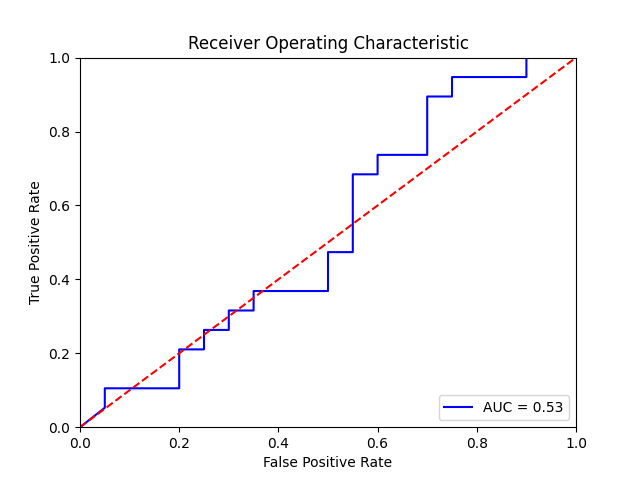 Receiver Operating Characteristic
True Positive Rate
1.0
0.8
0.6
0.4
0.2
0.0
AUC = 0.53
0.0 0.2 0.4 0.6 0.8 1.0
False Positive Rate